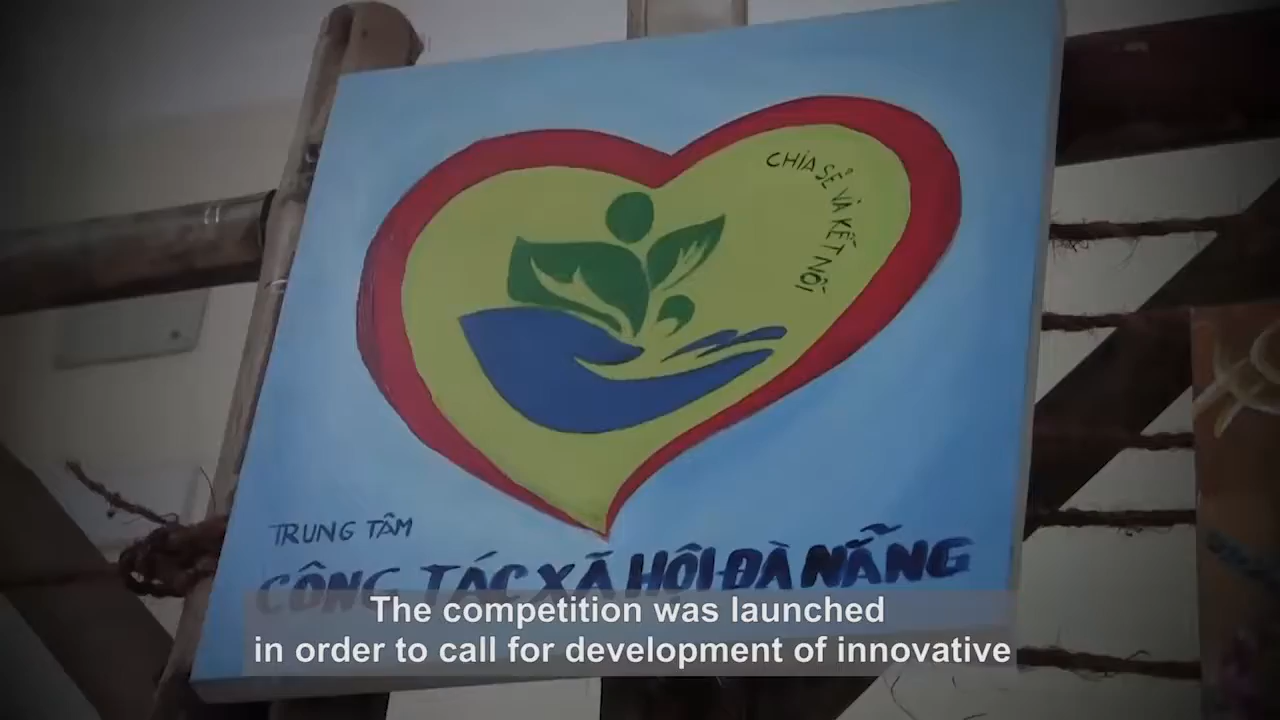 CHIA SẺ VÀ KẾT NỐI
TRUNG TÂM
CÔNG TÁC XÃ HỘI ĐÀ NẴNG
The competition was launched
in order to call for development of innovative